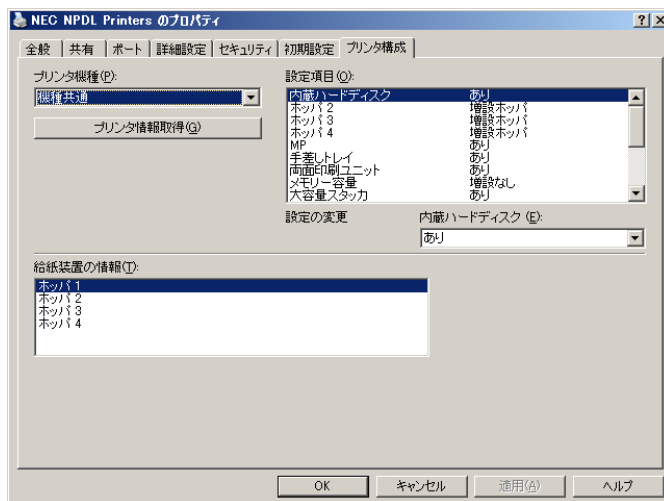 NEC NPDL Printers のプロパティ
全般 共有 ポート 詳細設定 セキュリティ 初期設定 プリンタ構成
プリンタ機種(P):
機種共通
プリンタ情報取得(G)
設定項目(O):
内蔵ハードディスク あり
ホッパ 2 増設ホッパ
ホッパ 3 増設ホッパ
ホッパ 4 増設ホッパ
MP あり
手差しトレイ あり
両面印刷ユニット あり
メモリー容量 増設なし
大容量スタッカ あり
設定の変更 内蔵ハードディスク (E):
あり
給紙装置の情報(T):
ホッパ 1
ホッパ 2
ホッパ 3
ホッパ 4
OK キャンセル 適用(A) ヘルプ